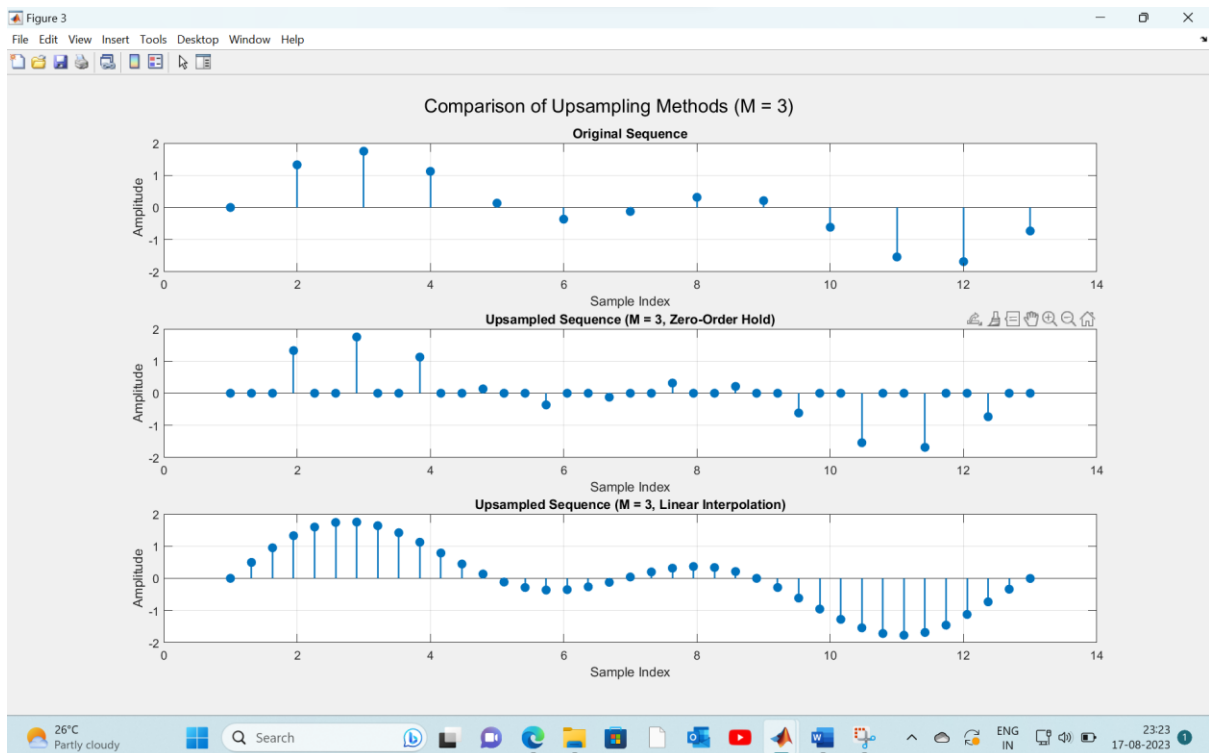 Figure 3
File Edit View Insert Tools Desktop Window Help
Comparison of Upsampling Methods (M = 3)
Original Sequence
2
1
0
-1
-2
Amplitude
0 2 4 6 8 10 12 14
Sample Index
Upsampled Sequence (M = 3, Zero-Order Hold)
2
1
0
-1
-2
Amplitude
0 2 4 6 8 10 12 14
Sample Index
Upsampled Sequence (M = 3, Linear Interpolation)
2
1
0
-1
-2
Amplitude
0 2 4 6 8 10 12 14
Sample Index
26°C
Partly cloudy
Search
ENG
IN
23:23
17-08-2023
1